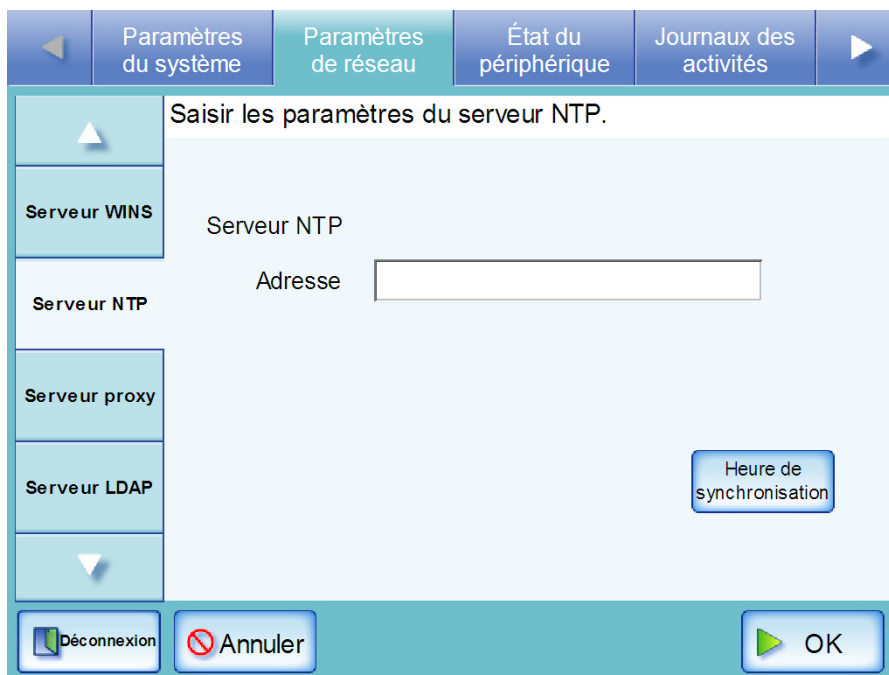 Paramètres
du système
Paramètres
de réseau
État du
périphérique
Journaux des
activités
Saisir les paramètres du serveur NTP.
Serveur WINS
Serveur NTP
Serveur proxy
Serveur LDAP
Serveur NTP
Adresse
Heure de
synchronisation
Déconnexion
Annuler
OK